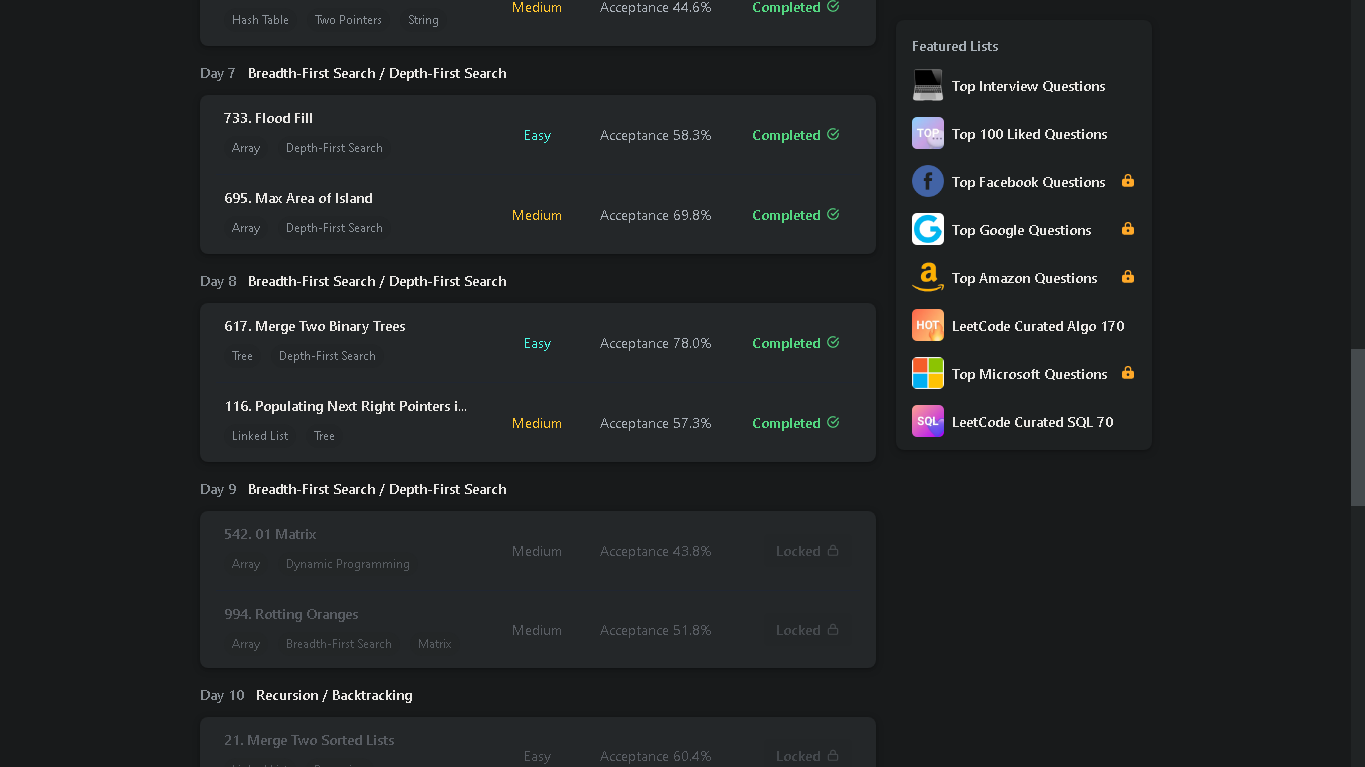 Medium Acceptance 44.6% Completed
Hash Table Two Pointers String
Day 7 Breadth-First Search / Depth-First Search
733. Flood Fill
Easy Acceptance 58.3% Completed
Array Depth-First Search
695. Max Area of Island
Medium Acceptance 69.8% Completed
Array Depth-First Search
Day 8 Breadth-First Search / Depth-First Search
617. Merge Two Binary Trees
Easy Acceptance 78.0% Completed
Tree Depth-First Search
116. Populating Next Right Pointers i...
Medium Acceptance 57.3% Completed
Linked List Tree
Day 9 Breadth-First Search / Depth-First Search
542. 01 Matrix
Medium Acceptance 43.8% Locked
Array Dynamic Programming
994. Rotting Oranges
Medium Acceptance 51.8% Locked
Array Breadth-First Search Matrix
Day 10 Recursion / Backtracking
21. Merge Two Sorted Lists
Easy Acceptance 60.4% Locked
Featured Lists
Top Interview Questions
TOP
Top 100 Liked Questions
f
Top Facebook Questions
G
Top Google Questions
a
Top Amazon Questions
HOT
LeetCode Curated Algo 170
Top Microsoft Questions
SQL
LeetCode Curated SQL 70